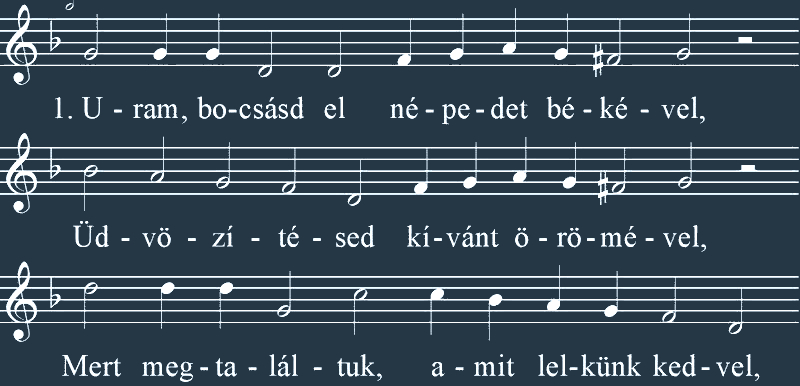 1. U - ram, bo-csásd el né - pe - det bé - ké - vel,
Üd - vö - zí - té - sed kí-vánt ö - rö - mé - vel,
Mert meg - ta - lál - tuk, a - mit lel-künk ked-vel,